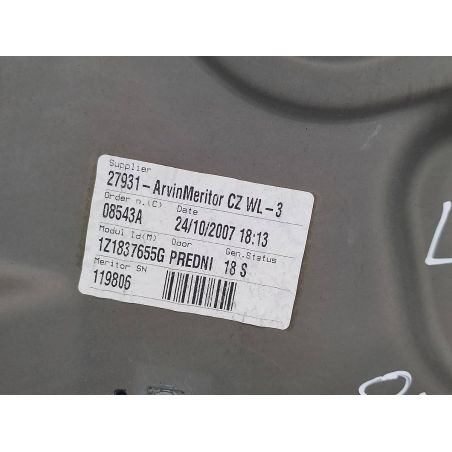 Supplier
27931-ArvinMeritor CZ WL-3
Order n.(C) Date
08543A 24/10/2007 18:13
Modul Id(M) Door Gen.Status
1Z1837655G PREDNI 18 S
Meritor SN
119806
L